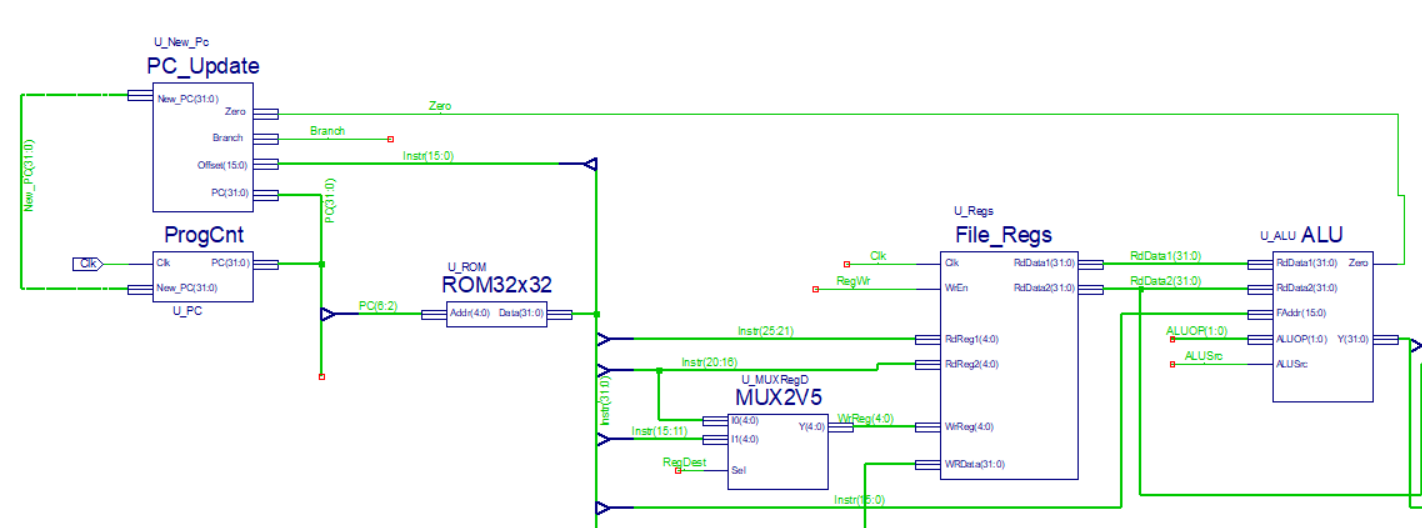 U_New_Pc
PC_Update
New_PC(31:0)
Zero
Branch
Offset(15:0)
PC(31:0)
Zero
Branch
Instr(15:0)
New_PC(31:0)
PC(31:0)
ProgCnt
Clk
Clk
PC(31:0)
New_PC(31:0)
U_PC
PC(6:2)
U_ROM
ROM32x32
Addr(4:0)
Data(31:0)
Instr(31:0)
Instr(25:21)
Instr(20:16)
Instr(15:11)
RegDest
U_MUXRegD
MUX2V5
I0(4:0)
Y(4:0)
I1(4:0)
Sel
WrReg(4:0)
Instr(15:0)
U_Regs
File_Regs
Clk
RegWr
Clk
RdData1(31:0)
WrEn
RdData2(31:0)
RdReg1(4:0)
RdReg2(4:0)
WrReg(4:0)
WRData(31:0)
RdData1(31:0)
RdData2(31:0)
ALUOP(1:0)
ALUSrc
U_ALU
ALU
RdData1(31:0)
Zero
RdData2(31:0)
FAddr(15:0)
ALUOP(1:0)
Y(31:0)
ALUSrc